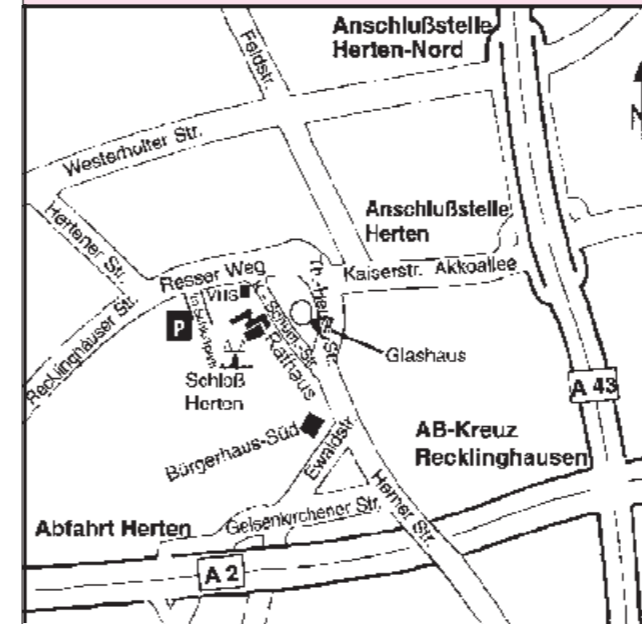 Anschlußstelle
Herten-Nord
Feldstr.
Westerholter Str.
Anschlußstelle
Herten
Hertener Str.
Resser Weg
Kaiserstr. Akkoallee
VHS
P
Recklinghäuser Str.
Rathaus
Glashaus
Schloß
Herten
A 43
AB-Kreuz
Recklinghausen
Bürgerhaus-Süd
Ewaldstr.
Herner Str.
Gelsenkirchener Str.
Abfahrt Herten
A 2